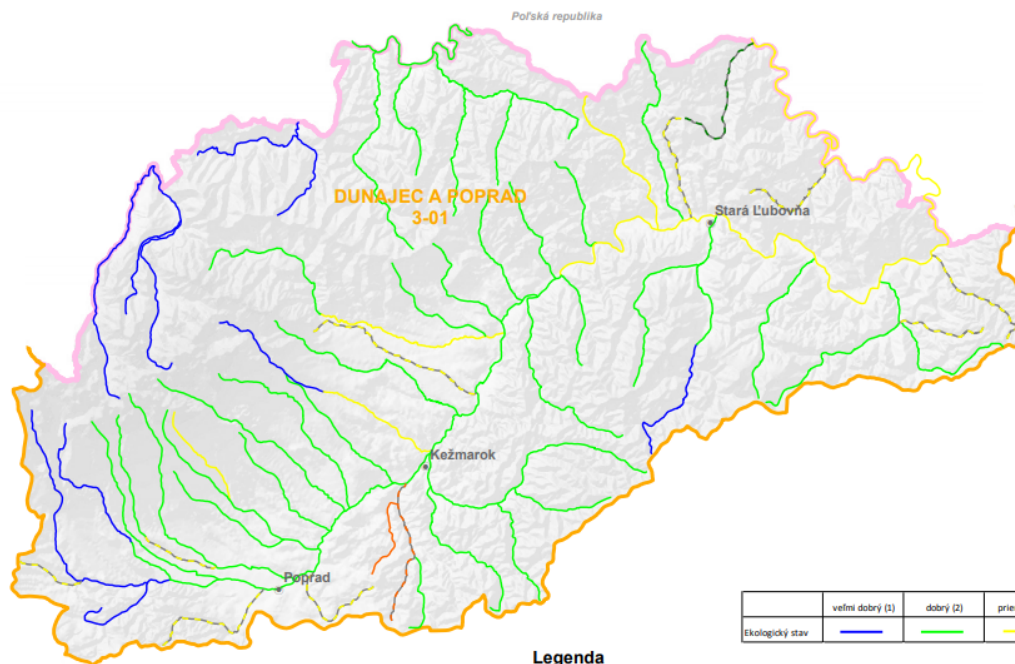 Poľská republika
DUNAJEC A POPRAD
3-01
Stará Ľubovňa
Kežmarok
Poprad
veľmi dobrý (1) dobrý (2)
Ekologický stav
Legenda